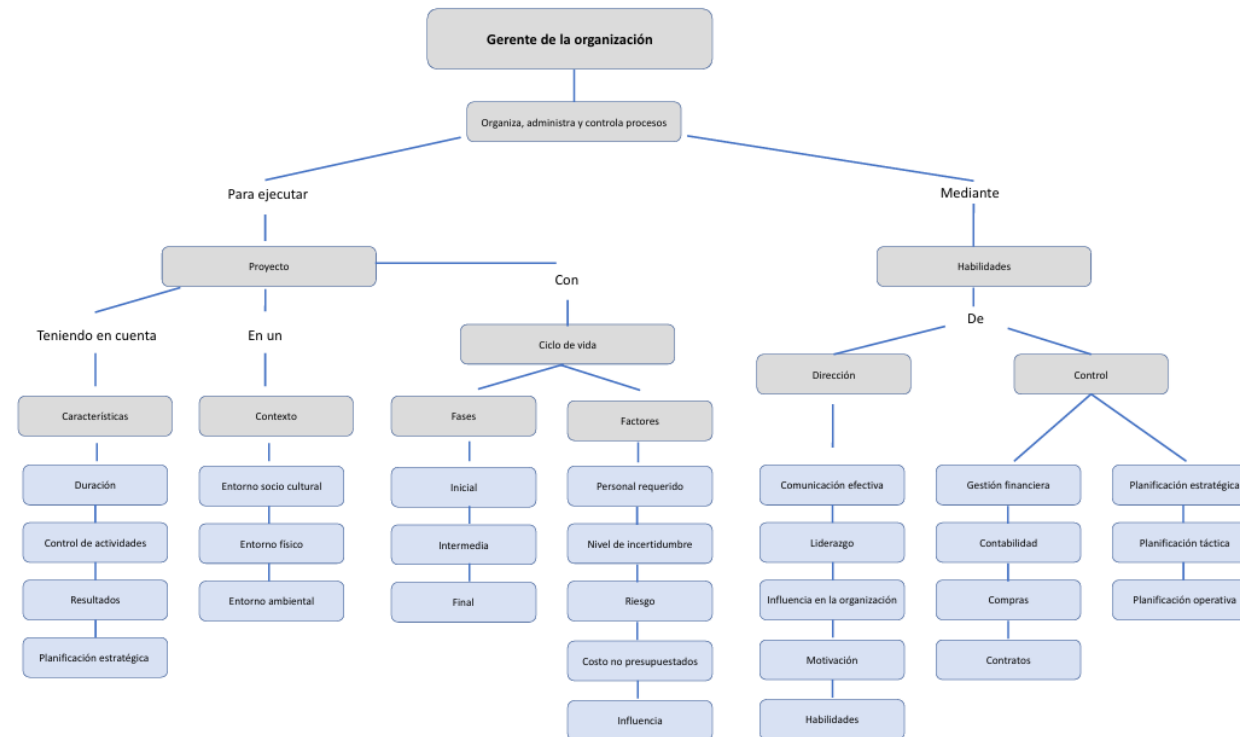 Gerente de la organización
Organiza, administra y controla procesos
Para ejecutar
Mediante
Proyecto
Habilidades
Con
De
Teniendo en cuenta
En un
Ciclo de vida
Dirección
Control
Características
Contexto
Fases
Factores
Duración
Entorno socio cultural
Inicial
Personal requerido
Comunicación efectiva
Gestión financiera
Planificación estratégica
Control de actividades
Entorno físico
Intermedia
Nivel de incertidumbre
Liderazgo
Contabilidad
Planificación táctica
Resultados
Entorno ambiental
Final
Riesgo
Influencia en la organización
Compras
Planificación operativa
Planificación estratégica
Costo no presupuestados
Motivación
Contratos
Influencia
Habilidades